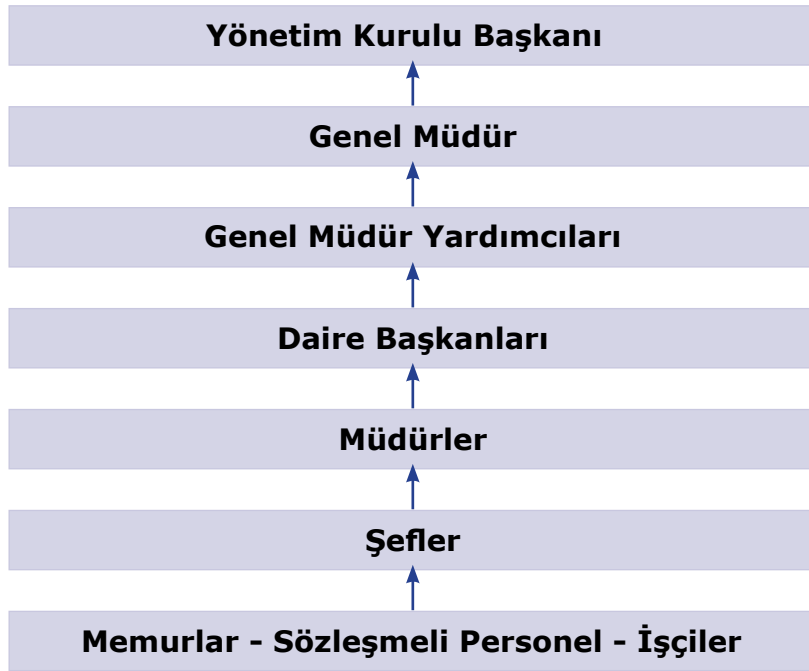 Yönetim Kurulu Başkanı
Genel Müdür
Genel Müdür Yardımcıları
Daire Başkanları
Müdürler
Şefler
Memurlar - Sözleşmeli Personel - İşçiler